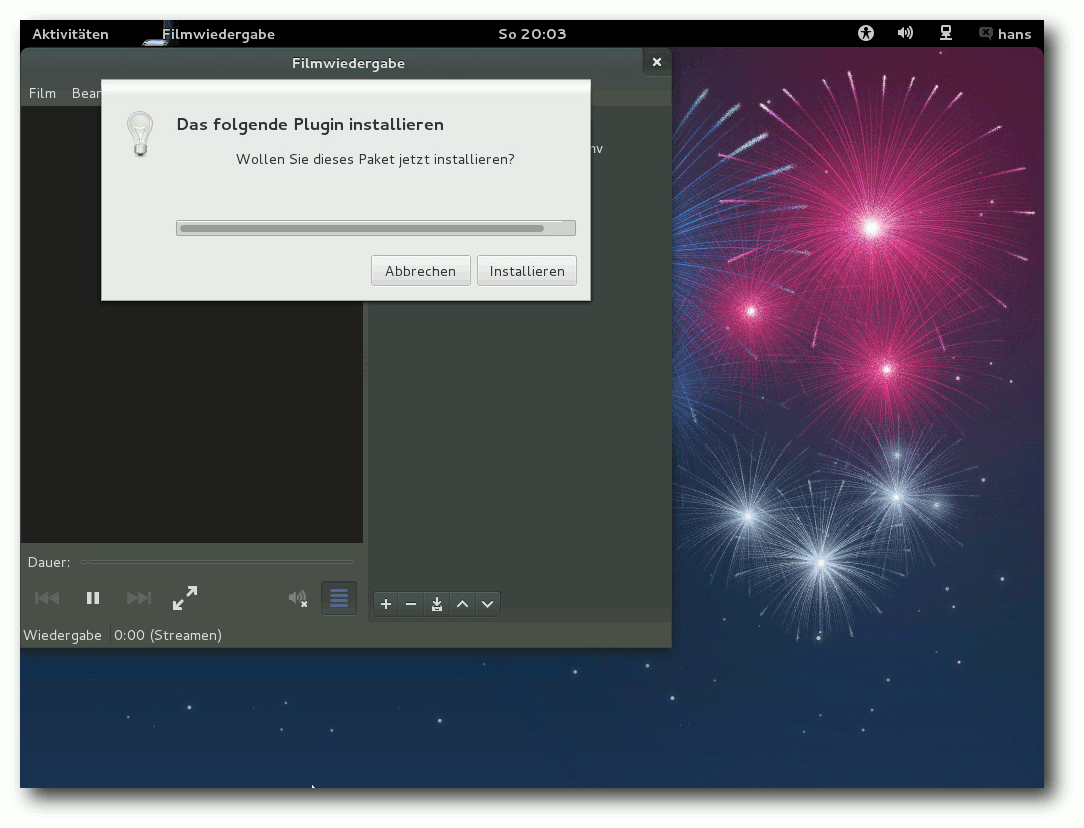 Aktivitäten Filmwiedergabe So 20:03 hans
Filmwiedergabe
Film Bear
Das folgende Plugin installieren
Wollen Sie dieses Paket jetzt installieren?
Abbrechen Installieren
Dauer:
Wiedergabe 0:00 (Streamen)